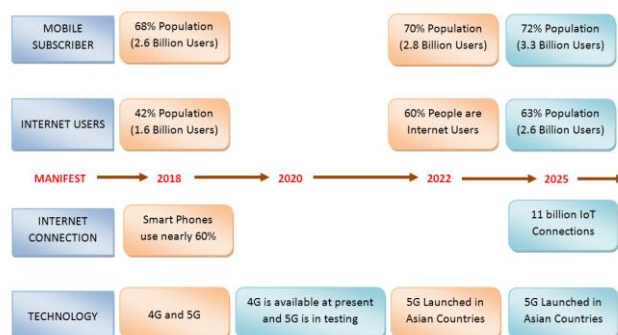 MOBILE
SUBSCRIBER
68% Population
(2.6 Billion Users)
70% Population
(2.8 Billion Users)
72% Population
(3.3 Billion Users)
INTERNET USERS
42% Population
(1.6 Billion Users)
60% People are
Internet Users
63% Population
(2.6 Billion Users)
MANIFEST
2018
2020
2022
2025
INTERNET
CONNECTION
Smart Phones
use nearly 60%
11 billion IoT
Connections
TECHNOLOGY
4G and 5G
4G is available at present
and 5G is in testing
5G Launched in
Asian Countries
5G Launched in
Asian Countries